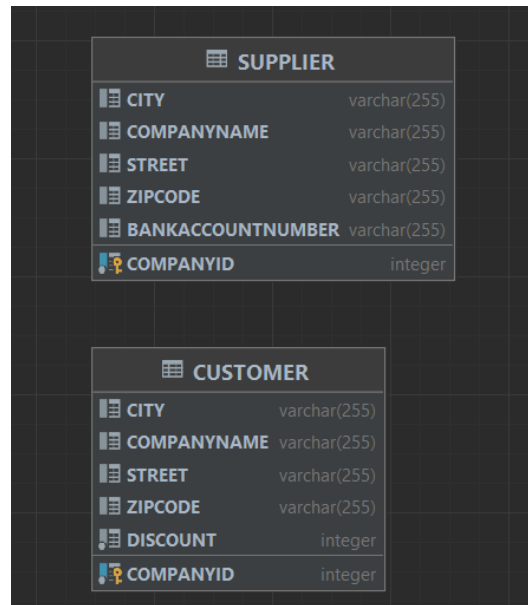 SUPPLIER
CITY varchar(255)
COMPANYNAME varchar(255)
STREET varchar(255)
ZIPCODE varchar(255)
BANKACCOUNTNUMBER varchar(255)
COMPANYID integer
CUSTOMER
CITY varchar(255)
COMPANYNAME varchar(255)
STREET varchar(255)
ZIPCODE varchar(255)
DISCOUNT integer
COMPANYID integer